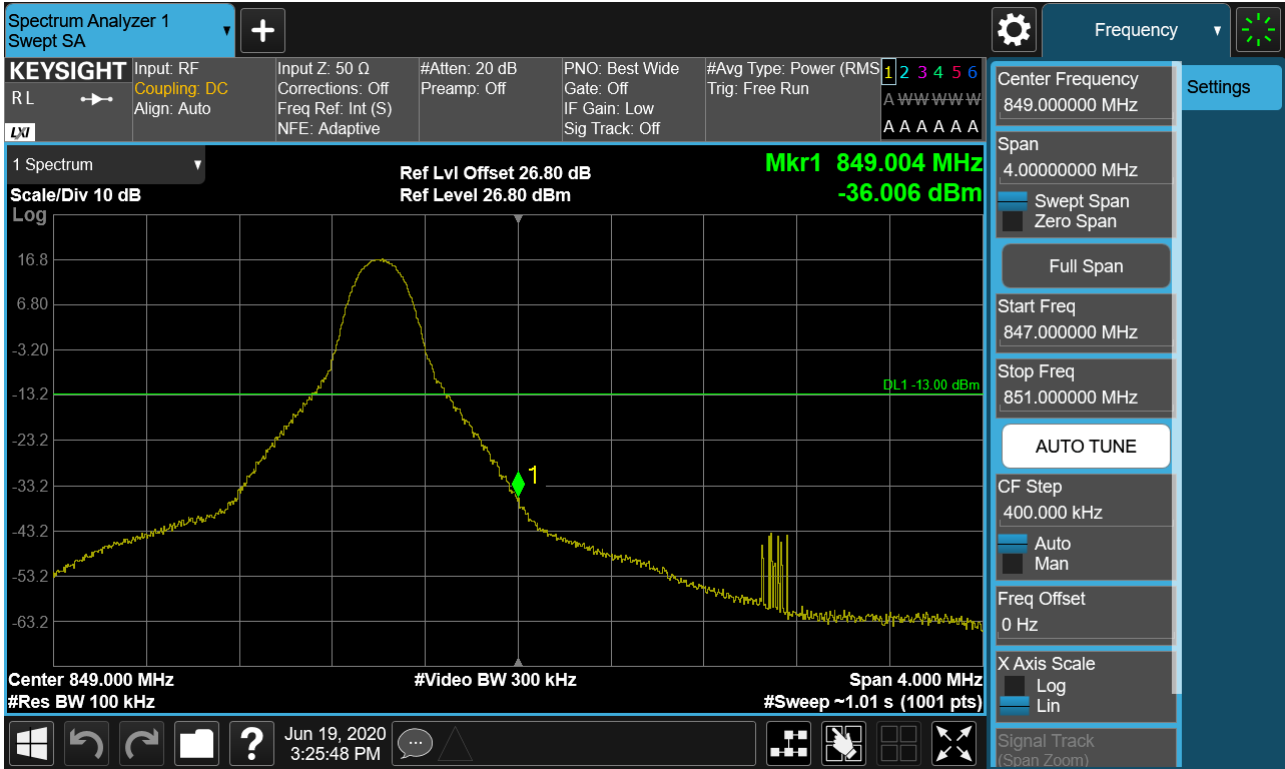 Spectrum Analyzer 1
Swept SA
Frequency
KEYSIGHT
R L
LXI
Input: RF
Coupling: DC
Align: Auto
Input Z: 50 Ω
Corrections: Off
Freq Ref: Int (S)
NFE: Adaptive
#Atten: 20 dB
Preamp: Off
PNO: Best Wide
Gate: Off
IF Gain: Low
Sig Track: Off
#Avg Type: Power (RMS
Trig: Free Run
1 2 3 4 5 6
A W W W W W
A A A A A A
1 Spectrum
Scale/Div 10 dB
Log
Ref Lvl Offset 26.80 dB
Ref Level 26.80 dBm
Mkr1 849.004 MHz
-36.006 dBm
16.8
6.80
-3.20
-13.2
-23.2
-33.2
-43.2
-53.2
-63.2
DL1 -13.00 dBm
1
Center 849.000 MHz
#Res BW 100 kHz
#Video BW 300 kHz
Span 4.000 MHz
#Sweep ~1.01 s (1001 pts)
Center Frequency
849.000000 MHz
Span
4.00000000 MHz
Swept Span
Zero Span
Full Span
Start Freq
847.000000 MHz
Stop Freq
851.000000 MHz
AUTO TUNE
CF Step
400.000 kHz
Auto
Man
Freq Offset
0 Hz
X Axis Scale
Log
Lin
Signal Track
(Span Zoom)
Settings
?
Jun 19, 2020
3:25:48 PM